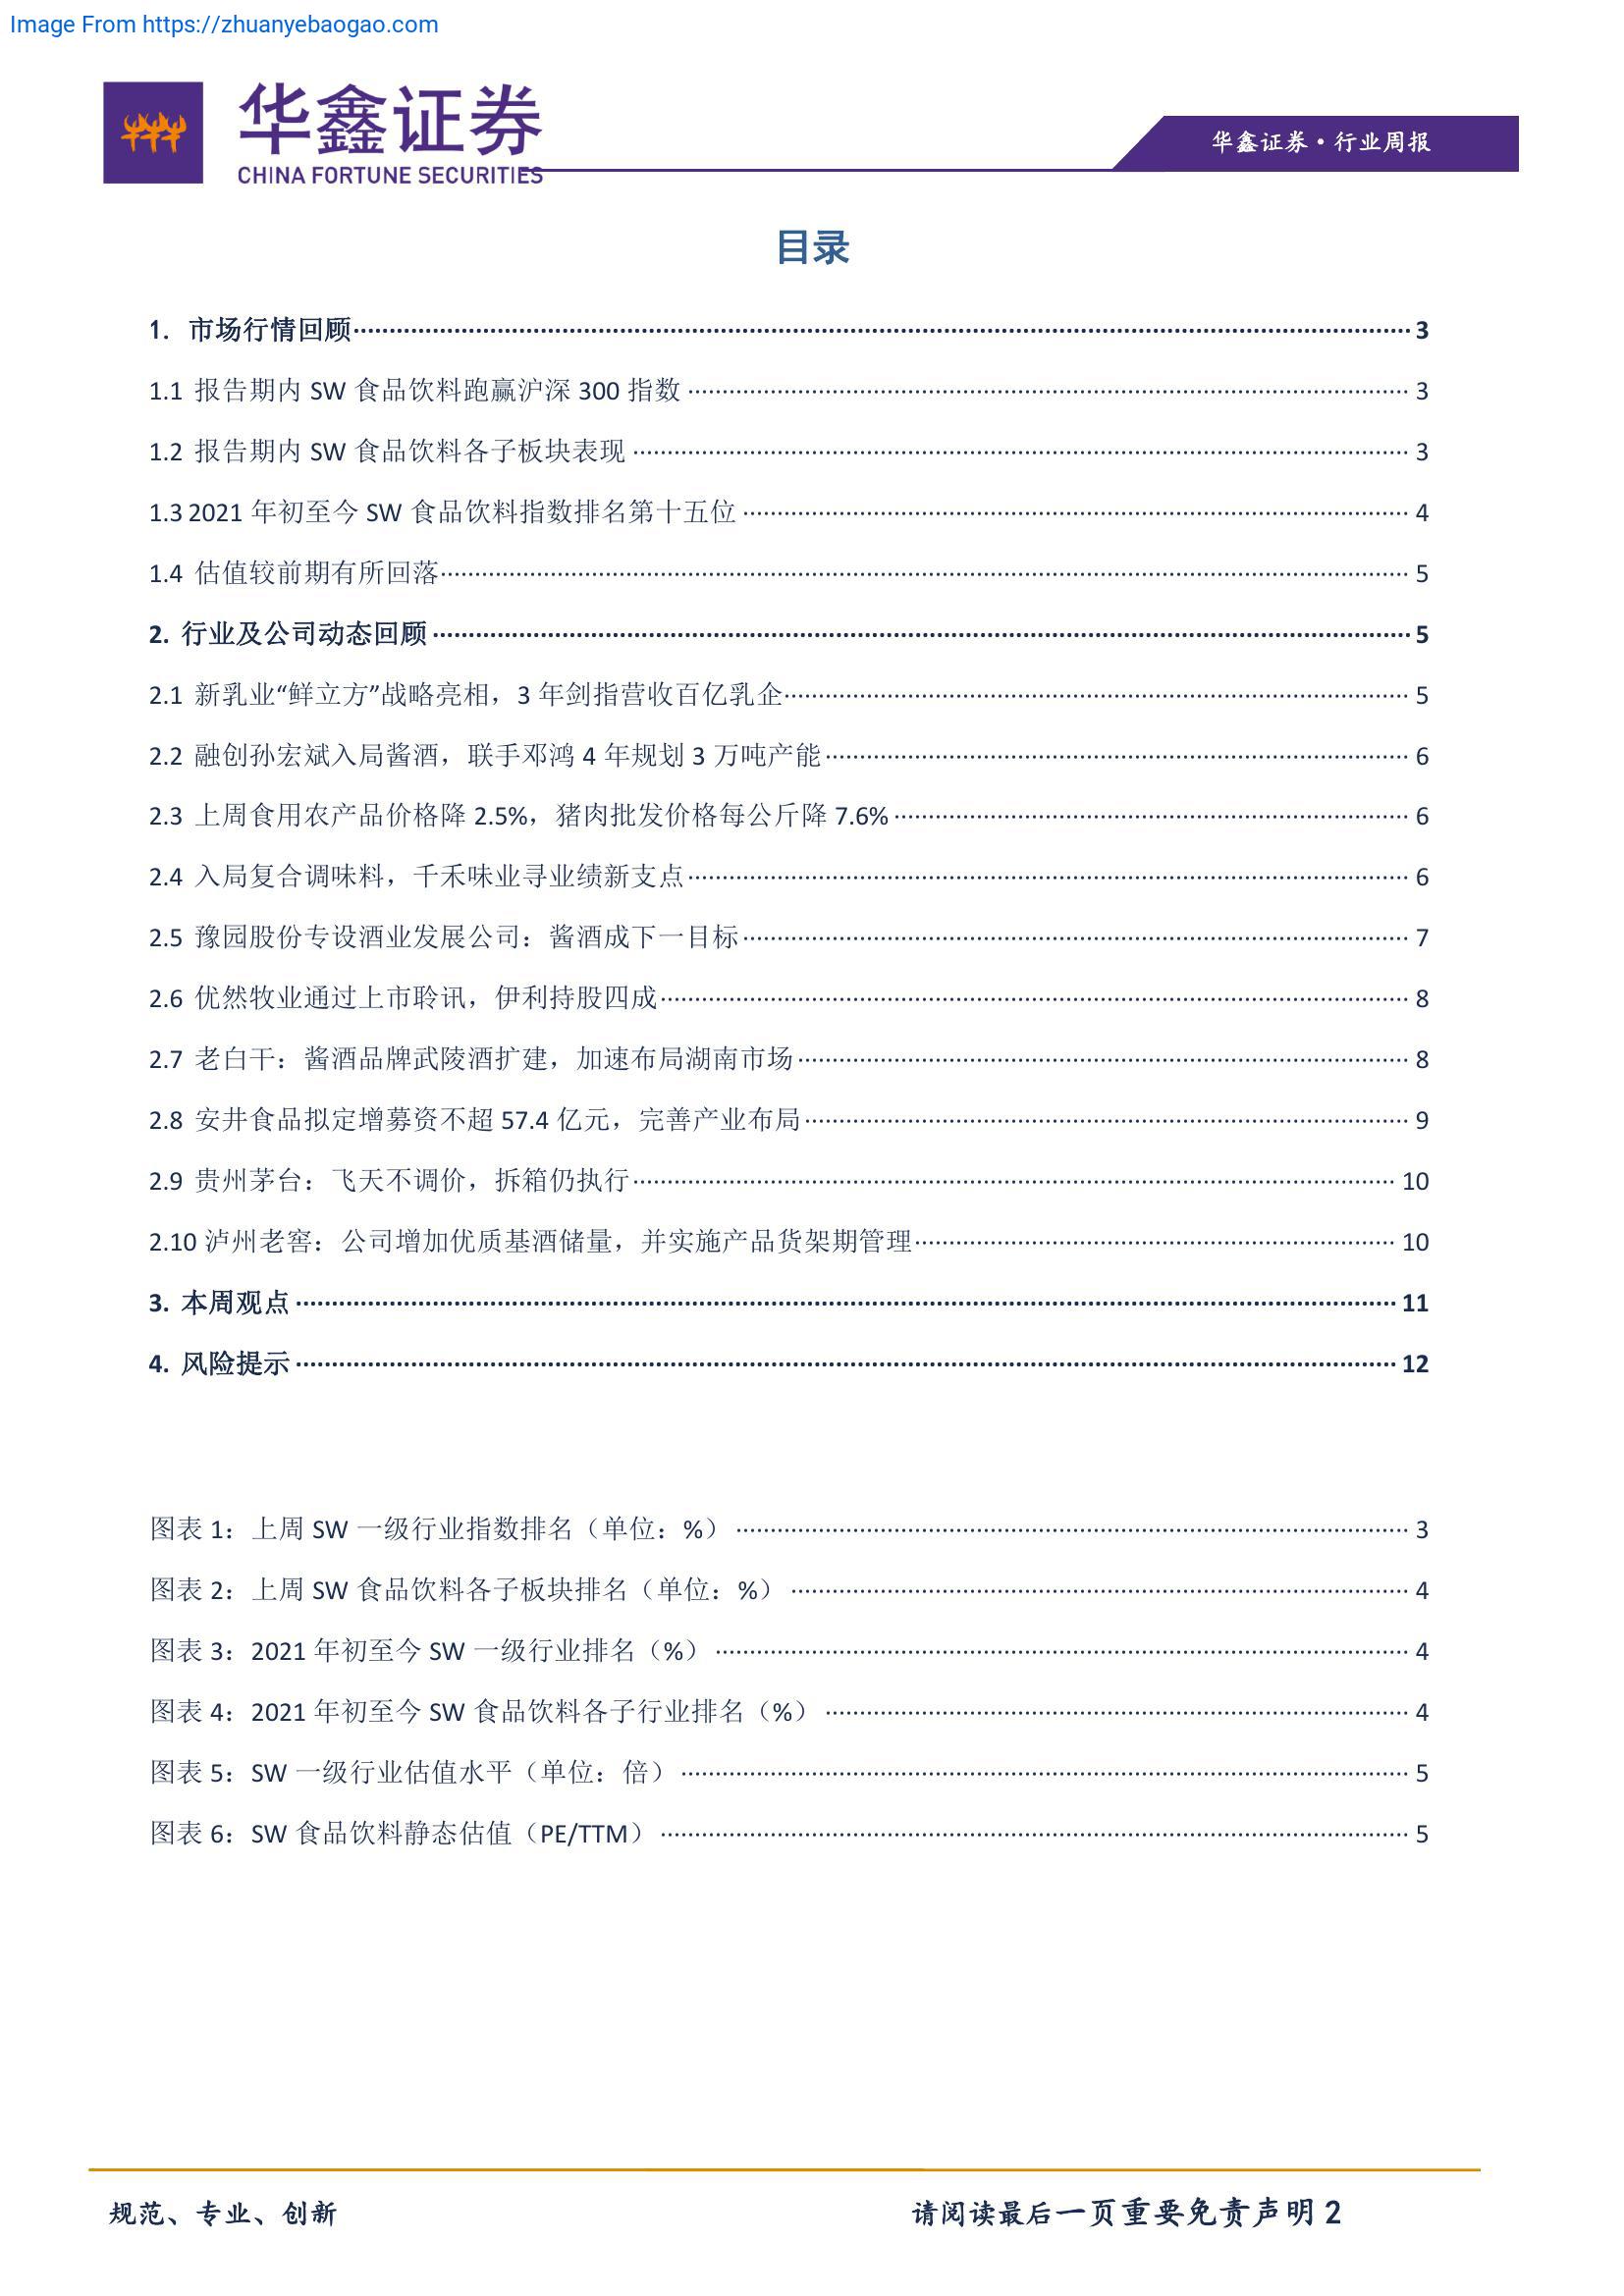 Image From https://zhuanyebaogao.com
华鑫证券
CHINA FORTUNE SECURITIES
华鑫证券·行业周报
目录
1. 市场行情回顾 3
1.1 报告期内 SW 食品饮料跑赢沪深 300 指数 3
1.2 报告期内 SW 食品饮料各子板块表现 3
1.3 2021 年初至今 SW 食品饮料指数排名第十五位 4
1.4 估值较前期有所回落 5
2. 行业及公司动态回顾 5
2.1 新乳业“鲜立方”战略亮相，3 年剑指营收百亿乳企 5
2.2 融创孙宏斌入局酱酒，联手邓鸿 4 年规划 3 万吨产能 6
2.3 上周食用农产品价格降 2.5%，猪肉批发价格每公斤降 7.6% 6
2.4 入局复合调味料，千禾味业寻业绩新支点 6
2.5 豫园股份专设酒业发展公司：酱酒成下一目标 7
2.6 优然牧业通过上市聆讯，伊利持股四成 8
2.7 老白干：酱酒品牌武陵酒扩建，加速布局湖南市场 8
2.8 安井食品拟定增募资不超 57.4 亿元，完善产业布局 9
2.9 贵州茅台：飞天不调价，拆箱仍执行 10
2.10 泸州老窖：公司增加优质基酒储量，并实施产品货架期管理 10
3. 本周观点 11
4. 风险提示 12
图表 1：上周 SW 一级行业指数排名（单位：%） 3
图表 2：上周 SW 食品饮料各子板块排名（单位：%） 4
图表 3：2021 年初至今 SW 一级行业排名（%） 4
图表 4：2021 年初至今 SW 食品饮料各子行业排名（%） 4
图表 5：SW 一级行业估值水平（单位：倍） 5
图表 6：SW 食品饮料静态估值（PE/TTM） 5
规范、专业、创新
请阅读最后一页重要免责声明 2